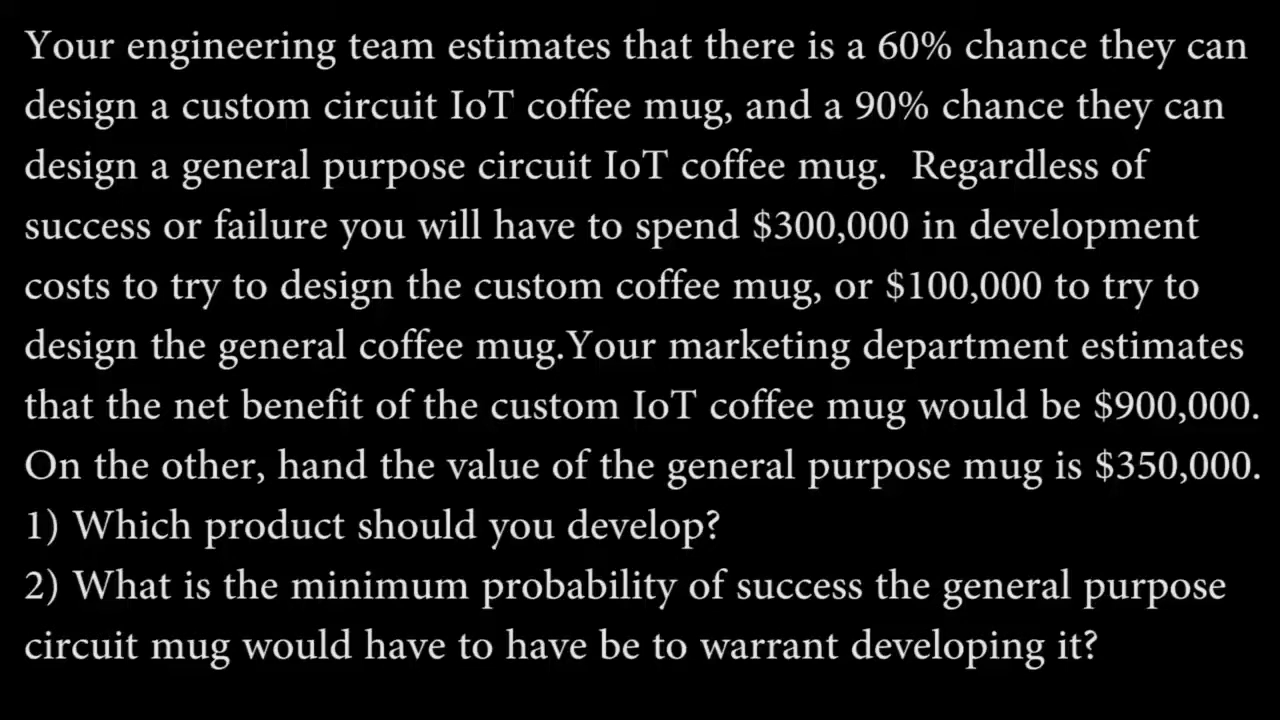 Your engineering team estimates that there is a 60% chance they can
design a custom circuit IoT coffee mug, and a 90% chance they can
design a general purpose circuit IoT coffee mug.  Regardless of
success or failure you will have to spend $300,000 in development
costs to try to design the custom coffee mug, or $100,000 to try to
design the general coffee mug.Your marketing department estimates
that the net benefit of the custom IoT coffee mug would be $900,000.
On the other, hand the value of the general purpose mug is $350,000.
1) Which product should you develop?
2) What is the minimum probability of success the general purpose
circuit mug would have to have be to warrant developing it?